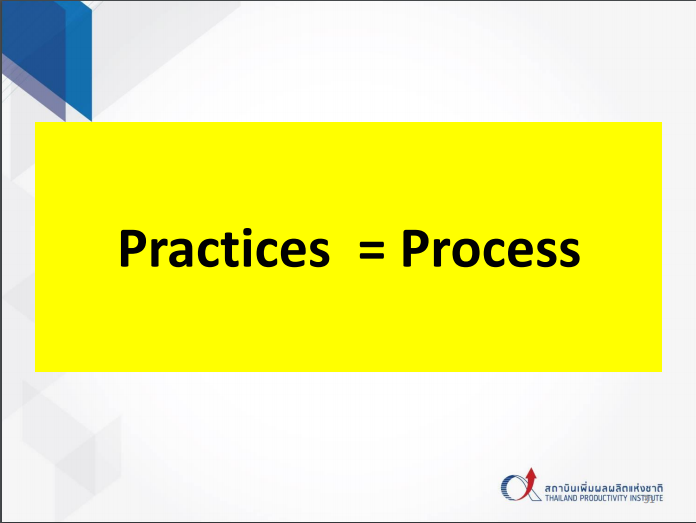 Practices  = Process
สถาบันเพิ่มผลผลิตแห่งชาติ
THAILAND PRODUCTIVITY INSTITUTE